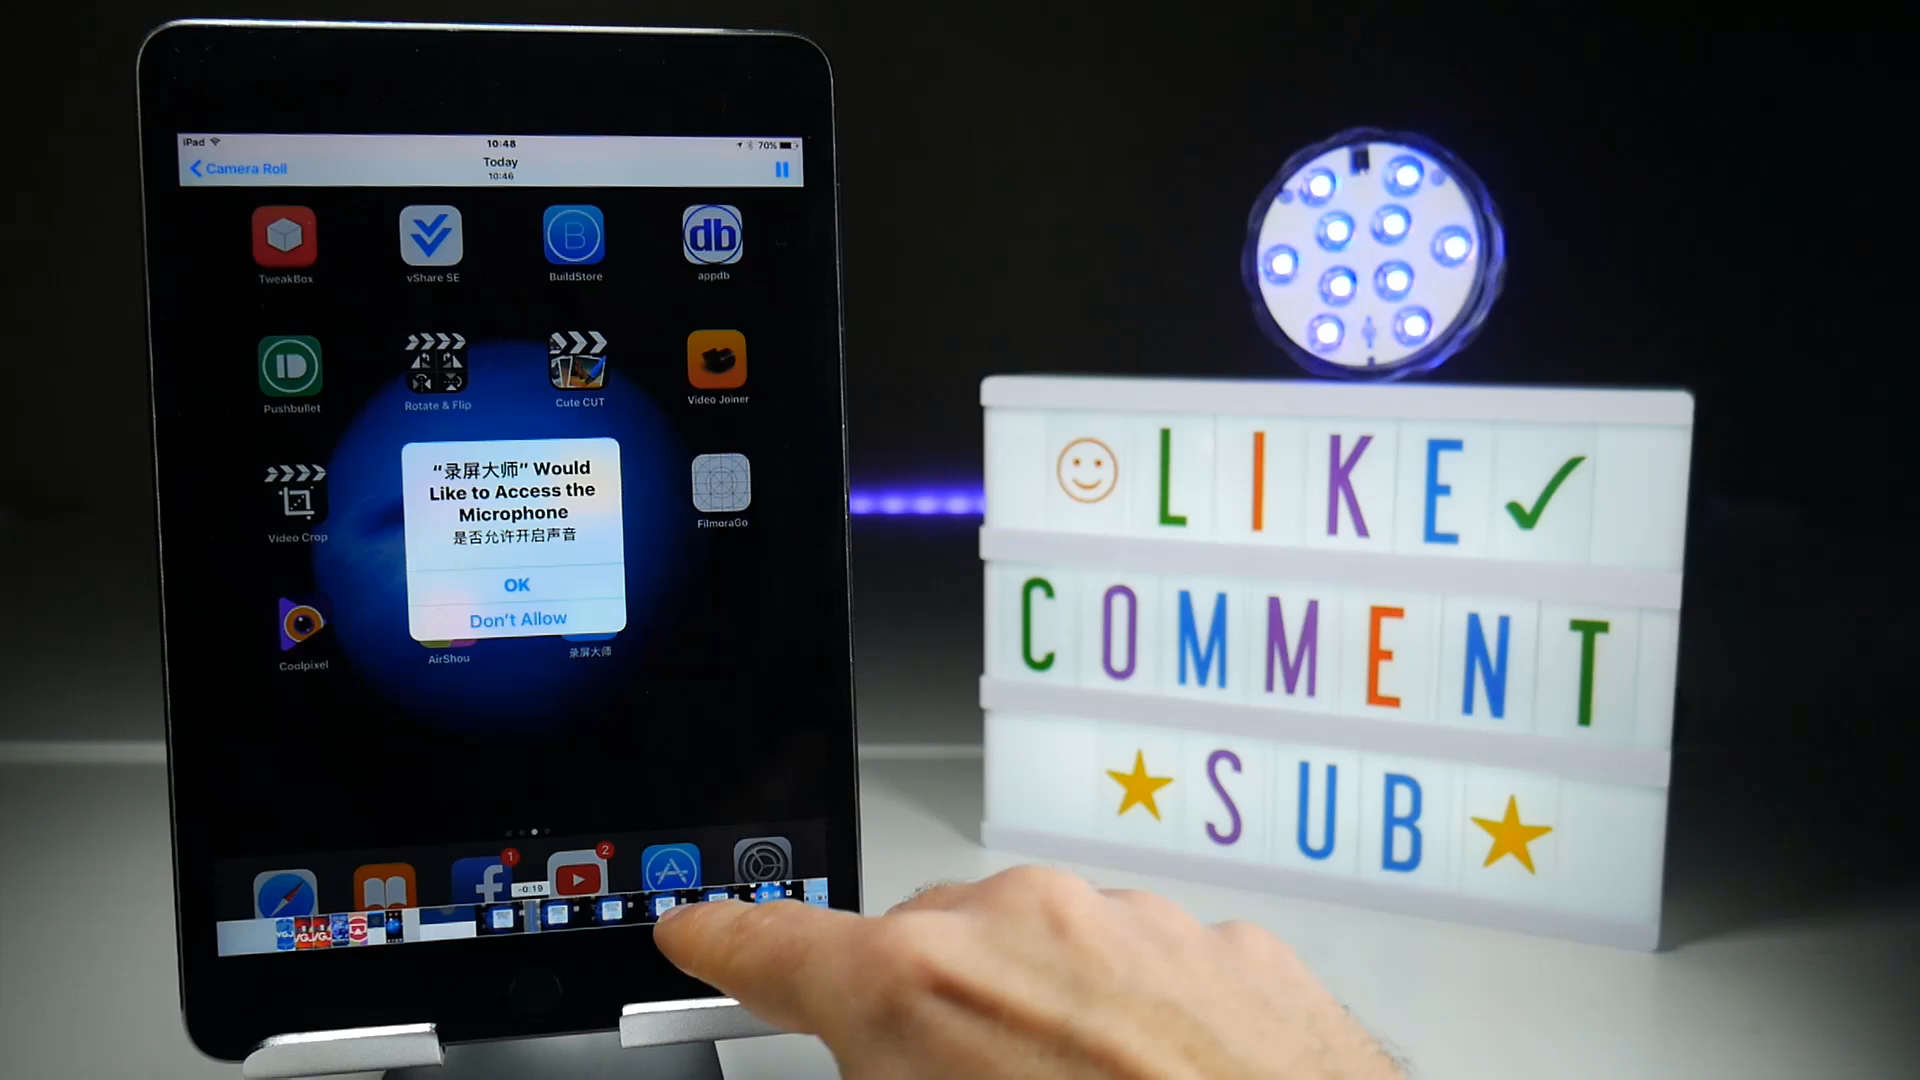 iPad
10:48
70%
Camera Roll
Today
10:46
TweakBox
vShare SE
B
BuildStore
db
appdb
Pushbullet
Rotate & Flip
Cute CUT
Video Joiner
“录屏大师” Would
Like to Access the
Microphone
是否允许开启声音
OK
Don't Allow
Video Crop
FilmoraGo
Coolpixel
AirShou
录屏大师
1
2
-0:19
LIKE
COMMENT
SUB